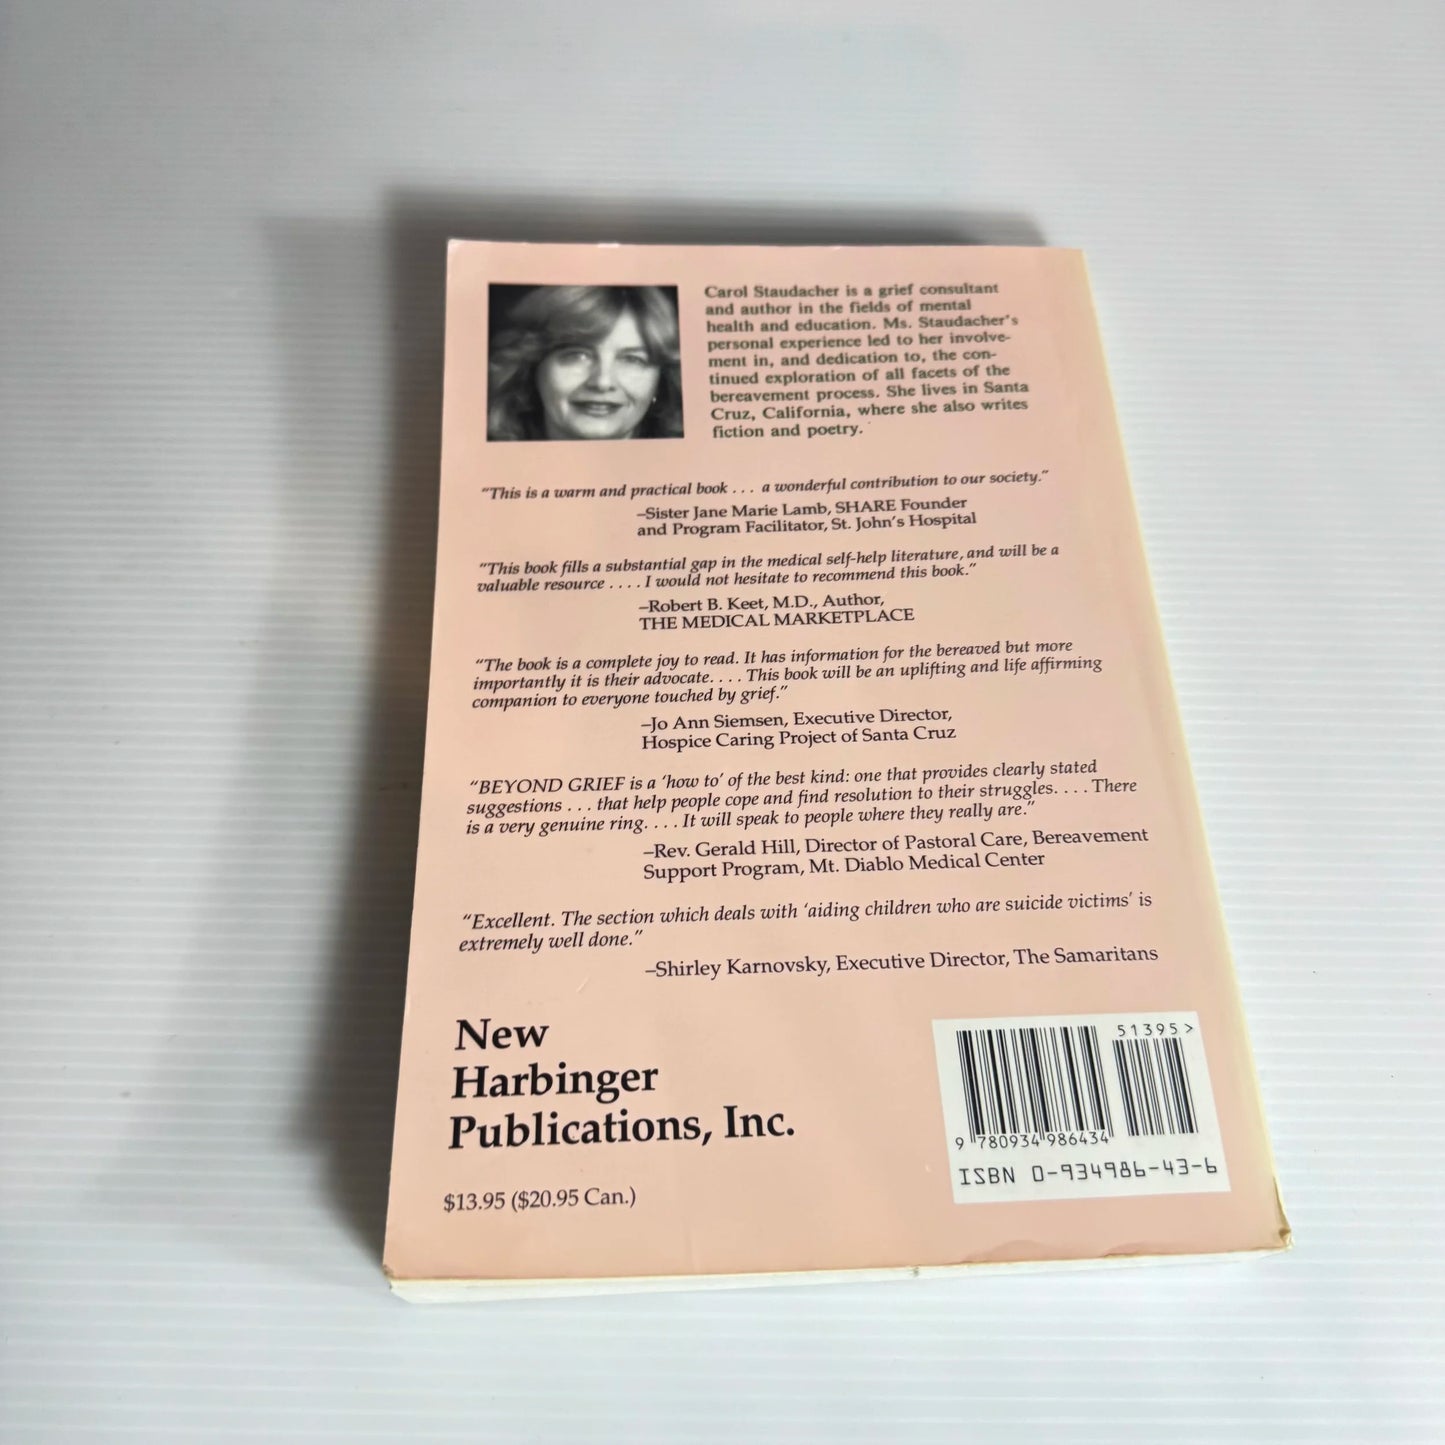 Carol Staudacher is a grief consultant
and author in the fields of mental
health and education. Ms. Staudacher's
personal experience led to her involve-
ment in, and dedication to, the con-
tinued exploration of all facets of the
bereavement process. She lives in Santa
Cruz, California, where she also writes
fiction and poetry.
"This is a warm and practical book . . . a wonderful contribution to our society."
–Sister Jane Marie Lamb, SHARE Founder
and Program Facilitator, St. John's Hospital
"This book fills a substantial gap in the medical self-help literature, and will be a
valuable resource . . . . I would not hesitate to recommend this book."
–Robert B. Keet, M.D., Author,
THE MEDICAL MARKETPLACE
"The book is a complete joy to read. It has information for the bereaved but more
importantly it is their advocate. . . . This book will be an uplifting and life affirming
companion to everyone touched by grief."
–Jo Ann Siemsen, Executive Director,
Hospice Caring Project of Santa Cruz
"BEYOND GRIEF is a 'how to' of the best kind: one that provides clearly stated
suggestions . . . that help people cope and find resolution to their struggles. . . . There
is a very genuine ring. . . . It will speak to people where they really are."
–Rev. Gerald Hill, Director of Pastoral Care, Bereavement
Support Program, Mt. Diablo Medical Center
"Excellent. The section which deals with 'aiding children who are suicide victims' is
extremely well done."
–Shirley Karnovsky, Executive Director, The Samaritans
New
Harbinger
Publications, Inc.
$13.95 ($20.95 Can.)
51395>
9 780934 986434
ISBN 0-934986-43-6